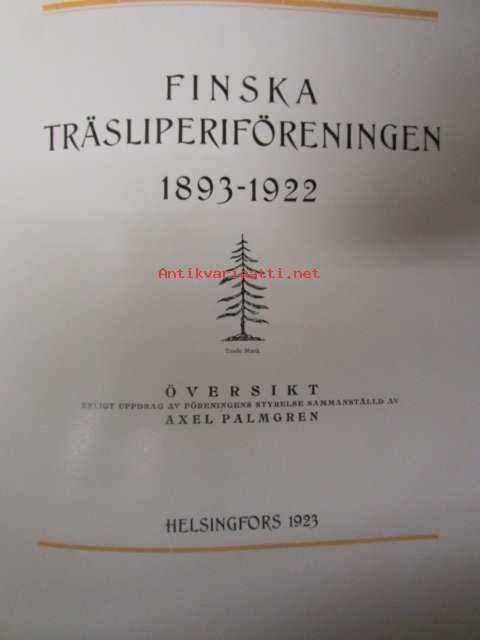 FINSKA
TRÄSLIPERIFÖRENINGEN
1893-1922
Antikvariaatti.net
Trade Mark
ÖVERSIKT
ENLIGT UPPDRAG AV FÖRENINGENS STYRELSE SAMMANSTÄLLD AV
AXEL PALMGREN
HELSINGFORS 1923